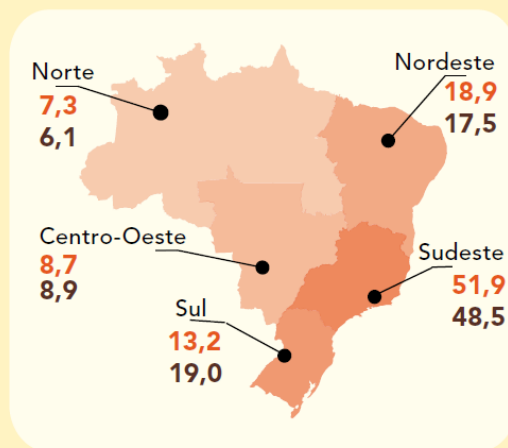 Norte
7,3
6,1
Nordeste
18,9
17,5
Centro-Oeste
8,7
8,9
Sudeste
51,9
48,5
Sul
13,2
19,0